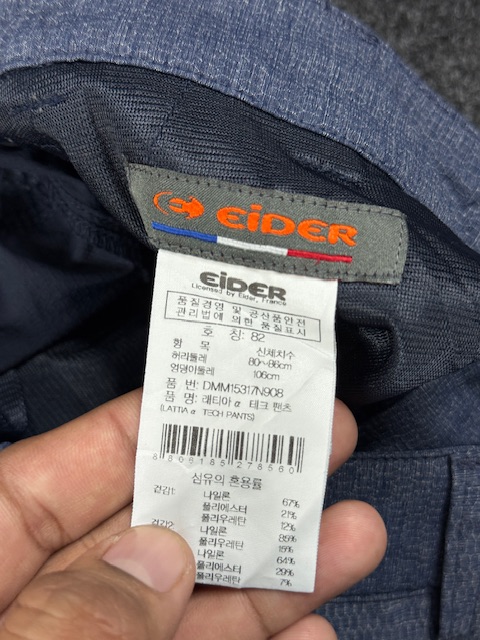 EiDER
EiDER
Licensed by Eider, France
품질경영 및 공산품안전
관리법에 의한 품질표시
호 칭: 82
항 목 신체치수
허리둘레 80~86cm
엉덩이둘레 106cm
품 번: DMM15317N908
품 명: 래티아 α 테크 팬츠
(LATTIA α TECH PANTS)
8 806185 278560
섬유의 혼용률
겉감1 나일론 67%
폴리에스터 21%
폴리우레탄 12%
겉감2 나일론 85%
폴리우레탄 15%
나일론 64%
폴리에스터 29%
폴리우레탄 7%